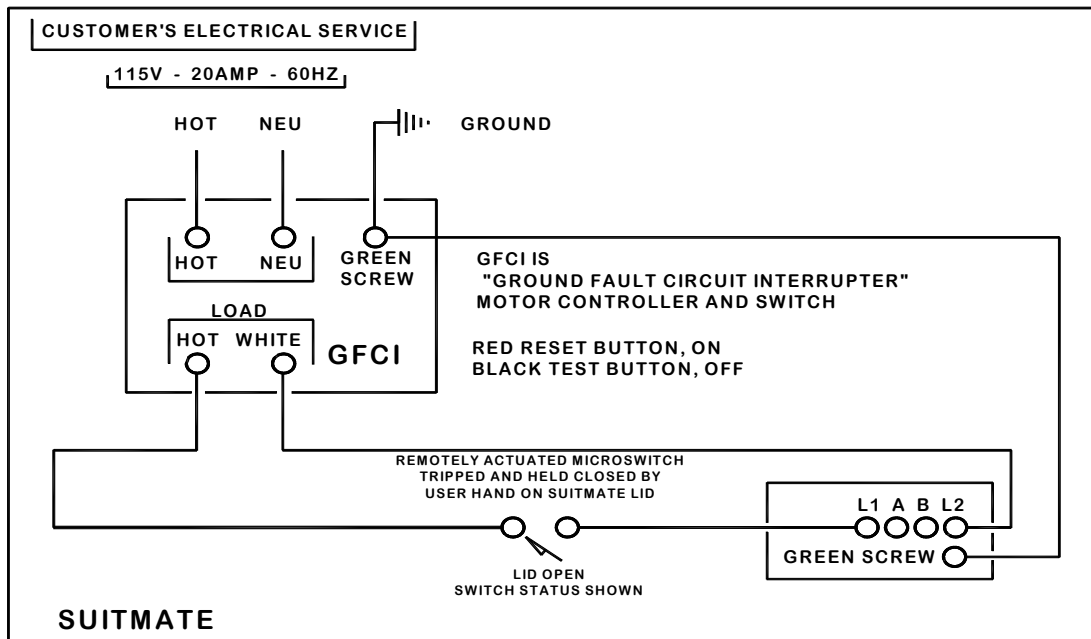 CUSTOMER'S ELECTRICAL SERVICE
115V - 20AMP - 60HZ
HOT NEU GROUND
HOT NEU GREEN
SCREW
GFCI IS
"GROUND FAULT CIRCUIT INTERRUPTER"
MOTOR CONTROLLER AND SWITCH
LOAD
HOT WHITE GFCI
RED RESET BUTTON, ON
BLACK TEST BUTTON, OFF
REMOTELY ACTUATED MICROSWITCH
TRIPPED AND HELD CLOSED BY
USER HAND ON SUITMATE LID
L1 A B L2
GREEN SCREW
LID OPEN
SWITCH STATUS SHOWN
SUITMATE